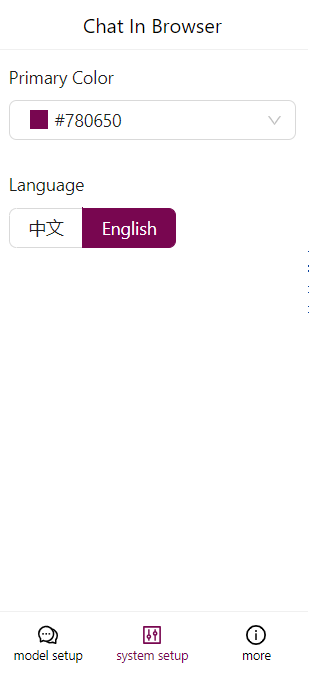 Chat In Browser
Primary Color
#780650
Language
中文 English
model setup system setup more